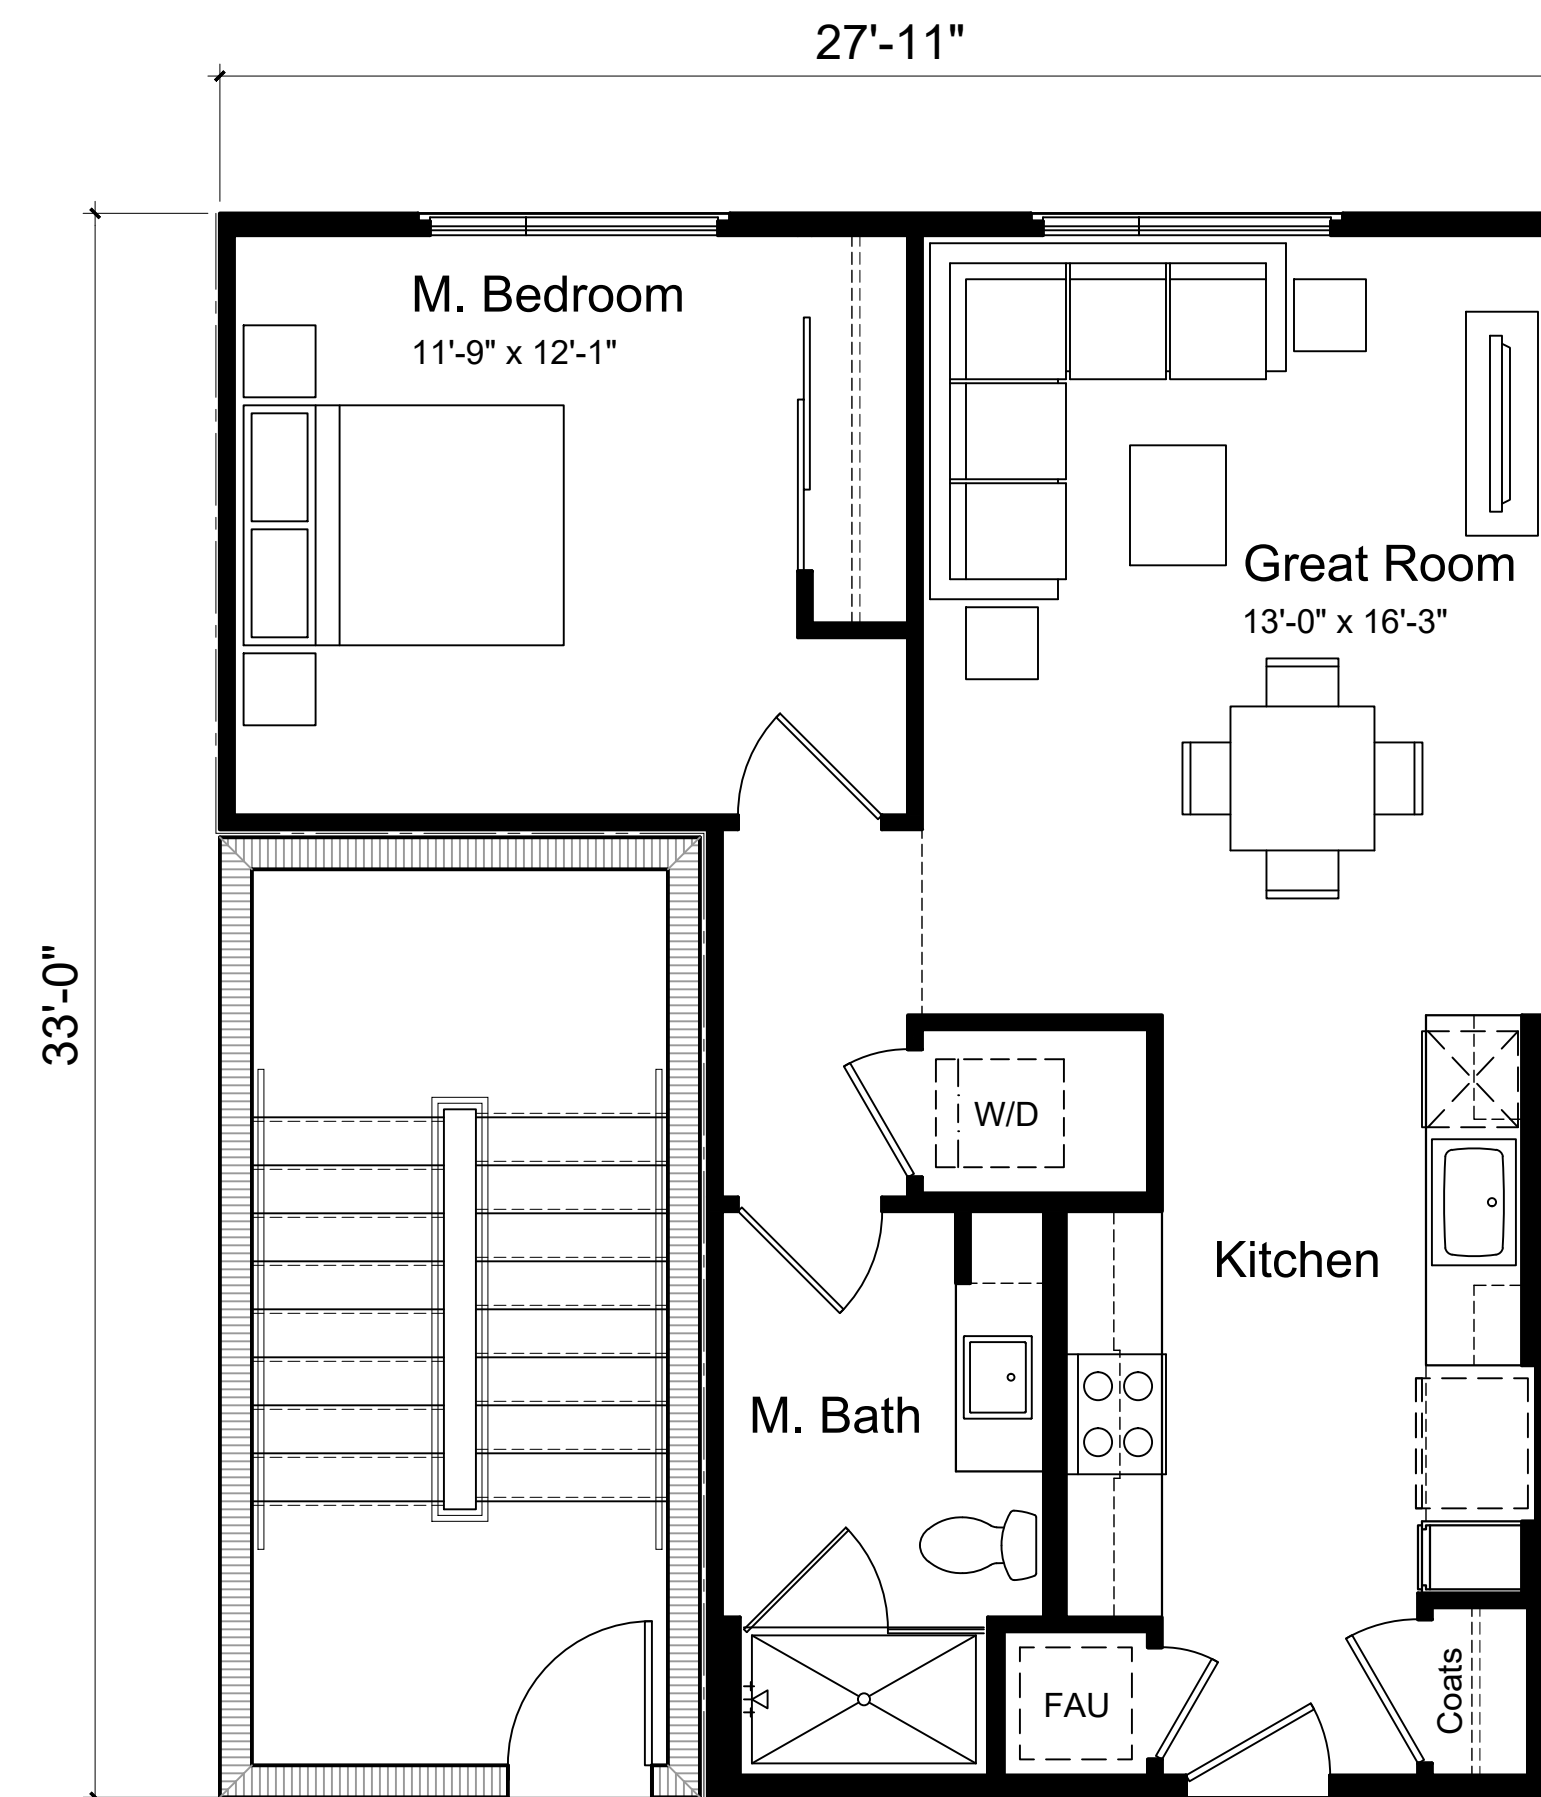 27'-11"
M. Bedroom
11'-9" x 12'-1"
Great Room
13'-0" x 16'-3"
33'-0"
W/D
Kitchen
M. Bath
FAU
Coats